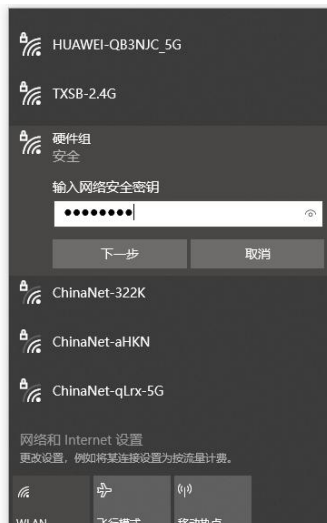 HUAWEI-QB3NJC_5G
TXSB-2.4G
硬件组
安全
输入网络安全密钥
●●●●●●●●
下一步
取消
ChinaNet-322K
ChinaNet-aHKN
ChinaNet-qLrx-5G
网络和 Internet 设置
更改设置，例如将某连接设置为按流量计费。
WLAN
飞行模式
移动热点